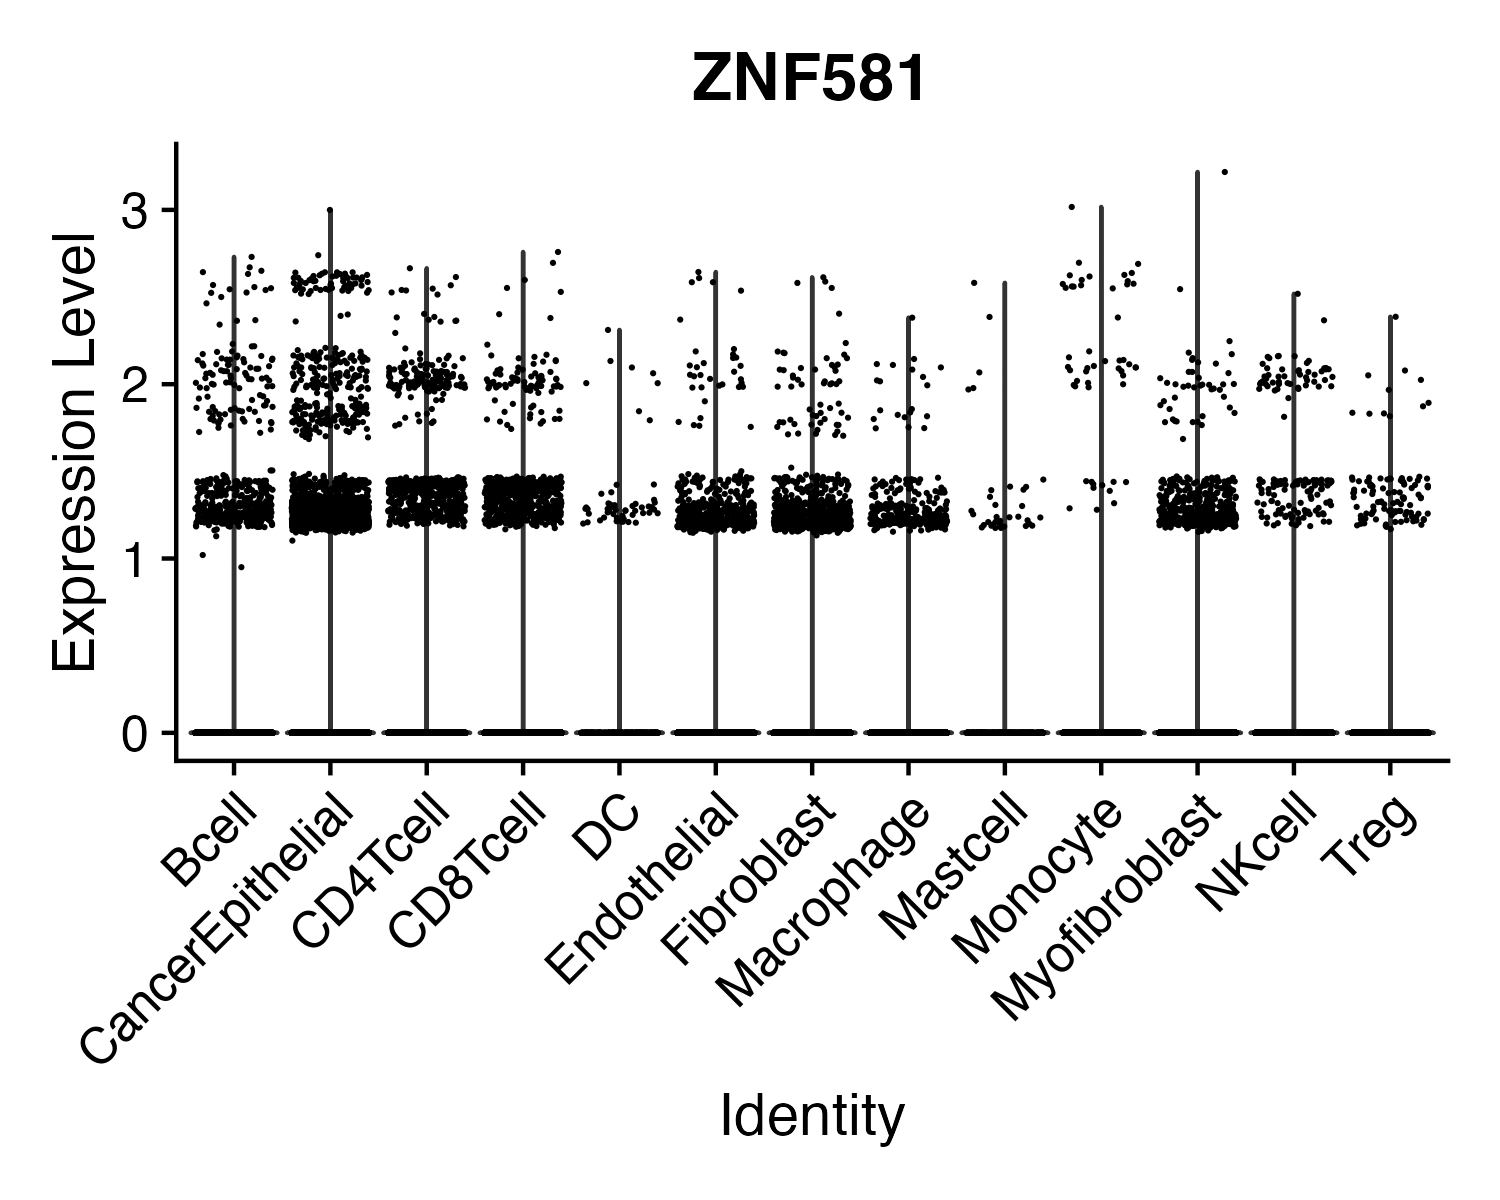 ZNF581
Expression Level
3
2
1
0
Bcell
CancerEpithelial
CD4Tcell
CD8Tcell
DC
Endothelial
Fibroblast
Macrophage
Mastcell
Monocyte
Myofibroblast
NKcell
Treg
Identity